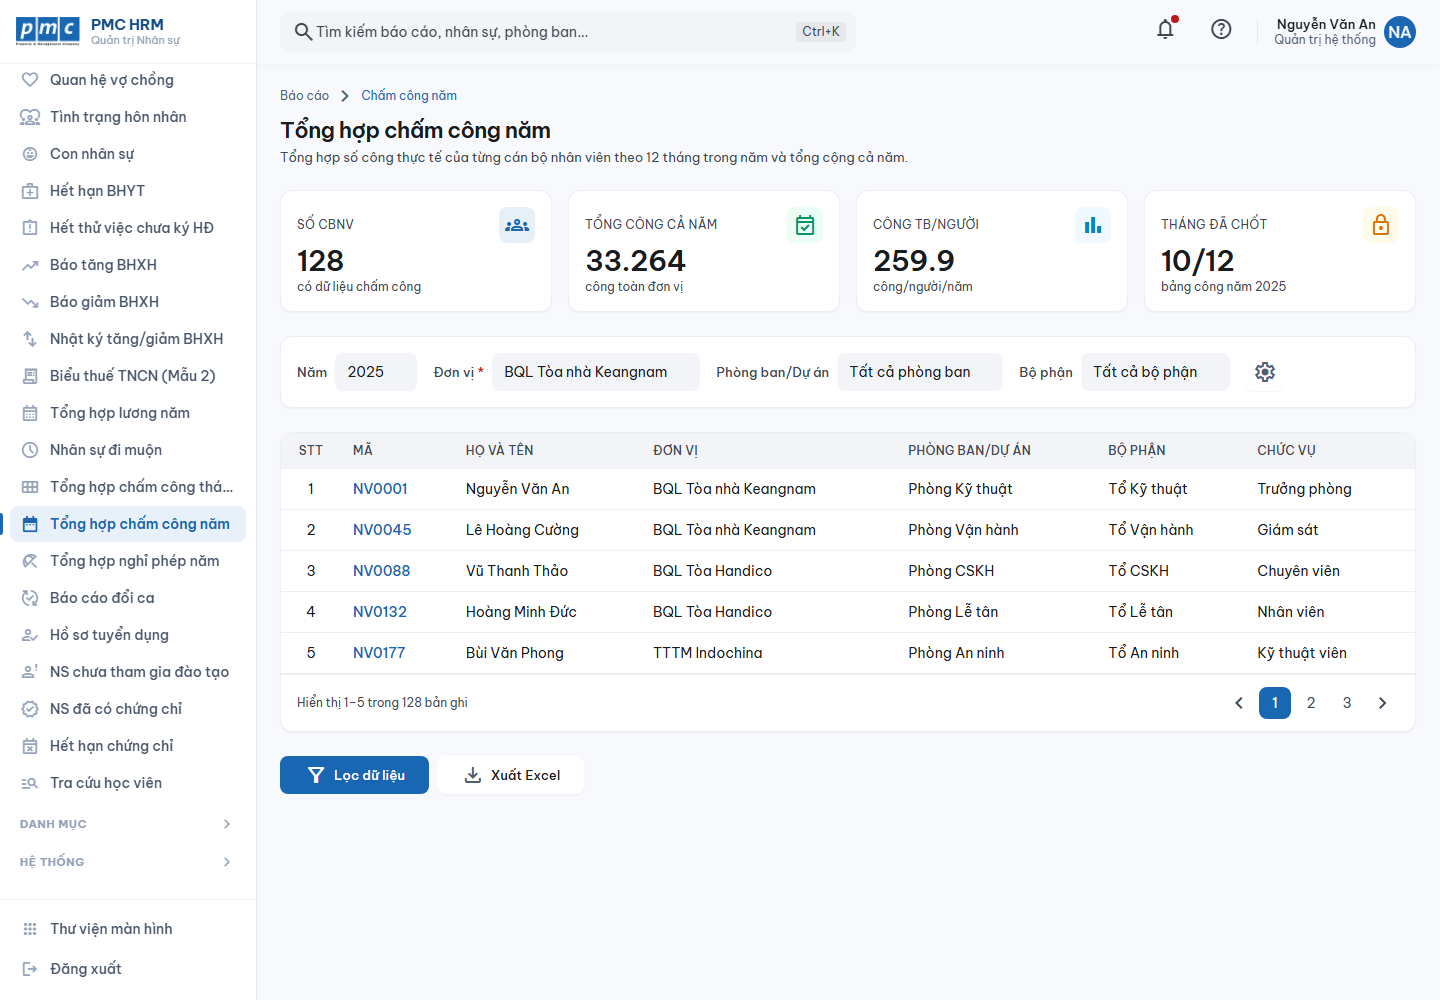 pmc
PMC HRM
Quản trị Nhân sự
Tìm kiếm báo cáo, nhân sự, phòng ban...
Ctrl+K
Nguyễn Văn An
Quản trị hệ thống
NA
Quan hệ vợ chồng
Tình trạng hôn nhân
Con nhân sự
Hết hạn BHYT
Hết thử việc chưa ký HĐ
Báo tăng BHXH
Báo giảm BHXH
Nhật ký tăng/giảm BHXH
Biểu thuế TNCN (Mẫu 2)
Tổng hợp lương năm
Nhân sự đi muộn
Tổng hợp chấm công thá...
Tổng hợp chấm công năm
Tổng hợp nghỉ phép năm
Báo cáo đổi ca
Hồ sơ tuyển dụng
NS chưa tham gia đào tạo
NS đã có chứng chỉ
Hết hạn chứng chỉ
Tra cứu học viên
DANH MỤC
HỆ THỐNG
Thư viện màn hình
Đăng xuất
Báo cáo
Chấm công năm
Tổng hợp chấm công năm
Tổng hợp số công thực tế của từng cán bộ nhân viên theo 12 tháng trong năm và tổng cộng cả năm.
SỐ CBNV
128
có dữ liệu chấm công
TỔNG CÔNG CẢ NĂM
33.264
công toàn đơn vị
CÔNG TB/NGƯỜI
259.9
công/người/năm
THÁNG ĐÃ CHỐT
10/12
bảng công năm 2025
Năm 2025 Đơn vị * BQL Tòa nhà Keangnam Phòng ban/Dự án Tất cả phòng ban Bộ phận Tất cả bộ phận
STT MÃ HỌ VÀ TÊN ĐƠN VỊ PHÒNG BAN/DỰ ÁN BỘ PHẬN CHỨC VỤ
1 NV0001 Nguyễn Văn An BQL Tòa nhà Keangnam Phòng Kỹ thuật Tổ Kỹ thuật Trưởng phòng
2 NV0045 Lê Hoàng Cường BQL Tòa nhà Keangnam Phòng Vận hành Tổ Vận hành Giám sát
3 NV0088 Vũ Thanh Thảo BQL Tòa Handico Phòng CSKH Tổ CSKH Chuyên viên
4 NV0132 Hoàng Minh Đức BQL Tòa Handico Phòng Lễ tân Tổ Lễ tân Nhân viên
5 NV0177 Bùi Văn Phong TTTM Indochina Phòng An ninh Tổ An ninh Kỹ thuật viên
Hiển thị 1–5 trong 128 bản ghi
1 2 3
Lọc dữ liệu
Xuất Excel